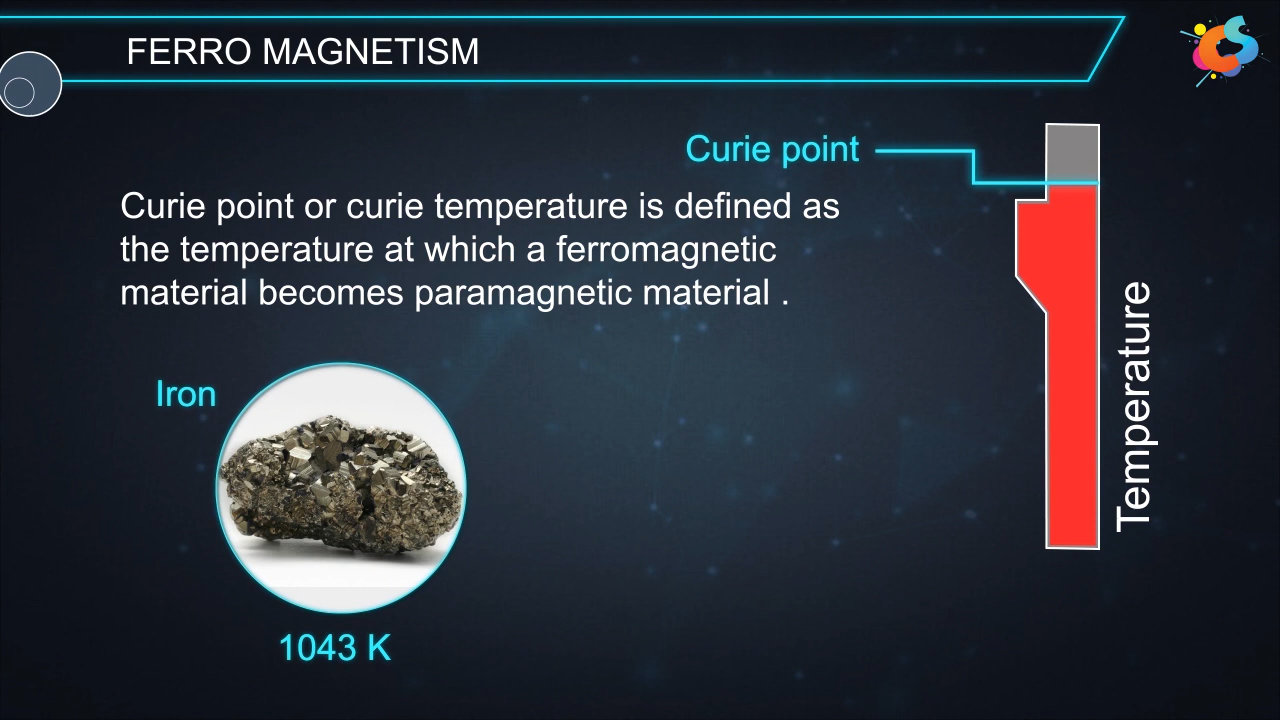 FERRO MAGNETISM
Curie point
Curie point or curie temperature is defined as
the temperature at which a ferromagnetic
material becomes paramagnetic material .
Iron
1043 K
Temperature